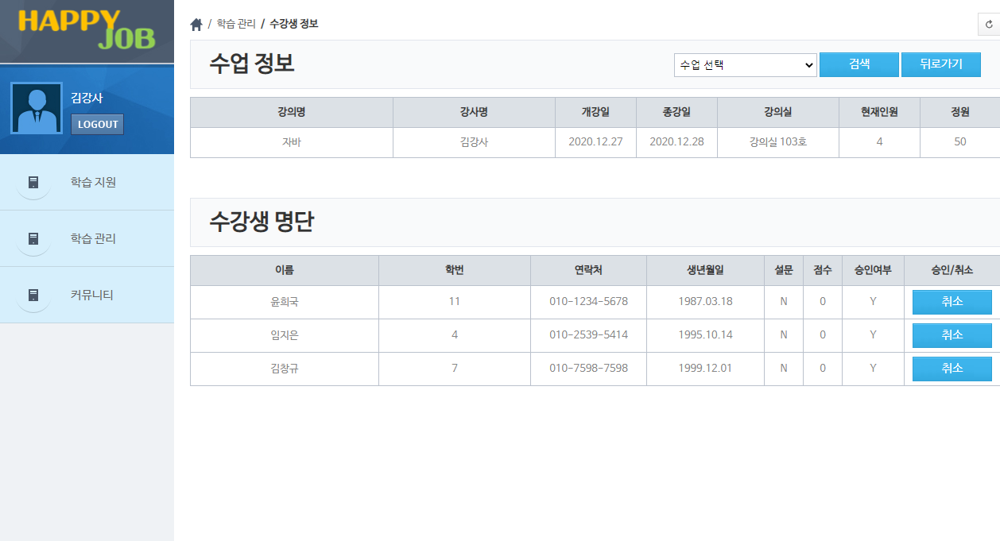 HAPPY
JOB
김강사
LOGOUT
학습 지원
학습 관리
커뮤니티
/ 학습 관리 / 수강생 정보
수업 정보
수업 선택 검색 뒤로가기
강의명 강사명 개강일 종강일 강의실 현재인원 정원
자바 김강사 2020.12.27 2020.12.28 강의실 103호 4 50
수강생 명단
이름 학번 연락처 생년월일 설문 점수 승인여부 승인/취소
윤희국 11 010-1234-5678 1987.03.18 N 0 Y 취소
임지은 4 010-2539-5414 1995.10.14 N 0 Y 취소
김창규 7 010-7598-7598 1999.12.01 N 0 Y 취소